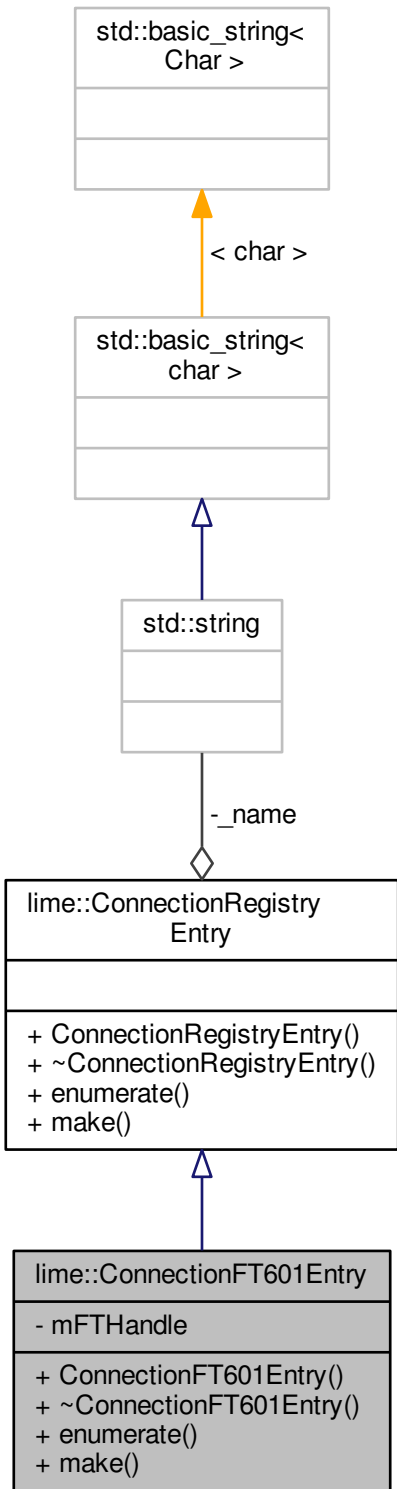 std::basic_string<
Char >
< char >
std::basic_string<
char >
std::string
-_name
lime::ConnectionRegistry
Entry
+ ConnectionRegistryEntry()
+ ~ConnectionRegistryEntry()
+ enumerate()
+ make()
lime::ConnectionFT601Entry
- mFTHandle
+ ConnectionFT601Entry()
+ ~ConnectionFT601Entry()
+ enumerate()
+ make()